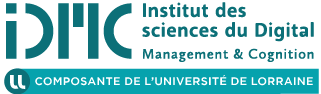 iDMC
Institut des
sciences du Digital
Management & Cognition
COMPOSANTE DE L'UNIVERSITÉ DE LORRAINE